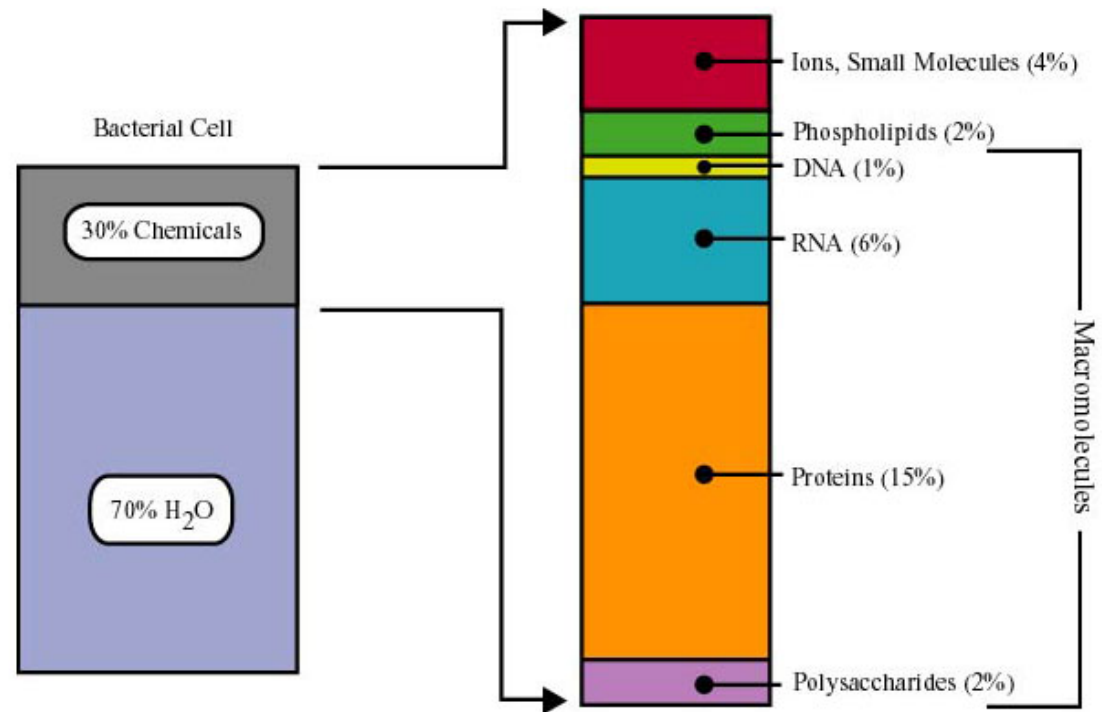 Bacterial Cell
30% Chemicals
70% H₂O
Ions, Small Molecules (4%)
Phospholipids (2%)
DNA (1%)
RNA (6%)
Proteins (15%)
Polysaccharides (2%)
Macromolecules